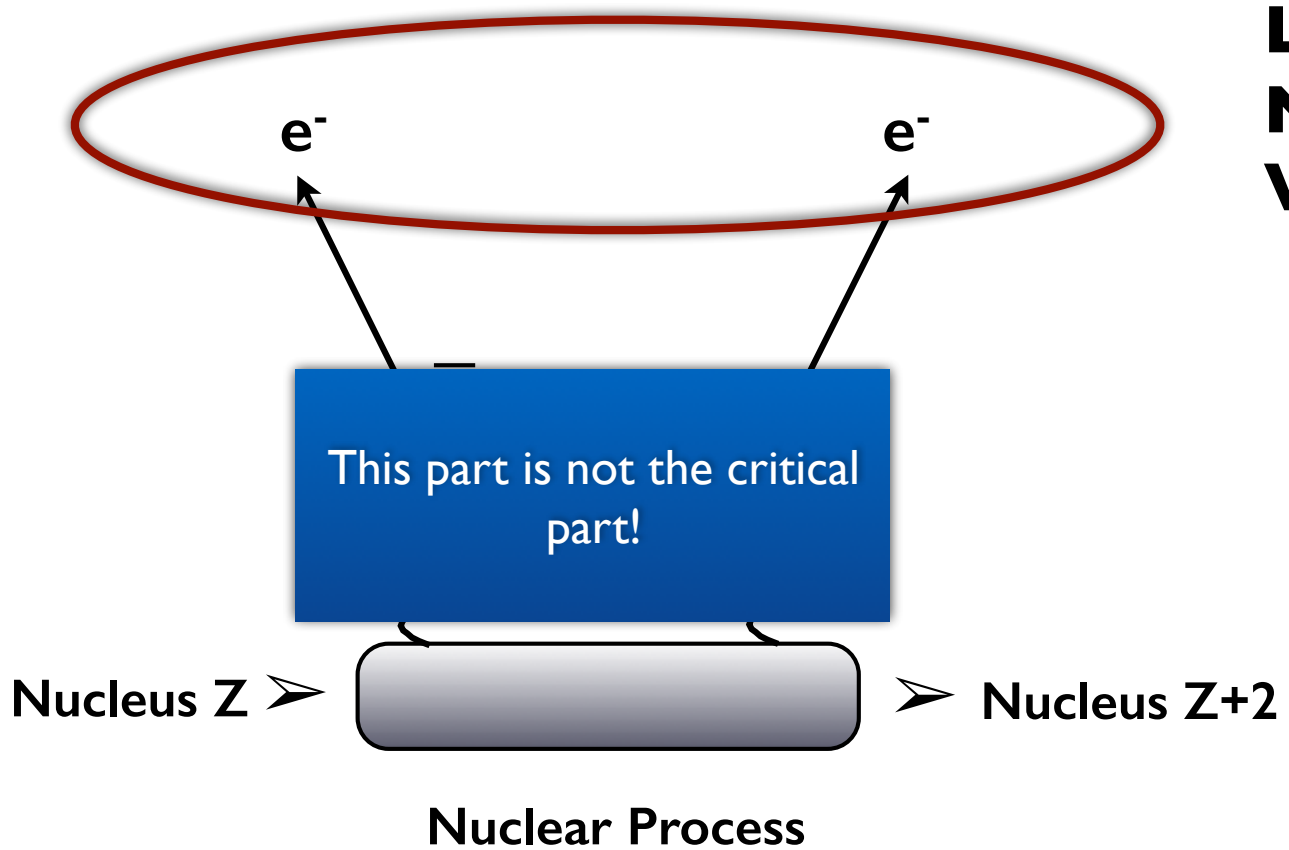 e- e-
This part is not the critical
part!
Nucleus Z ➢ ➢ Nucleus Z+2
Nuclear Process